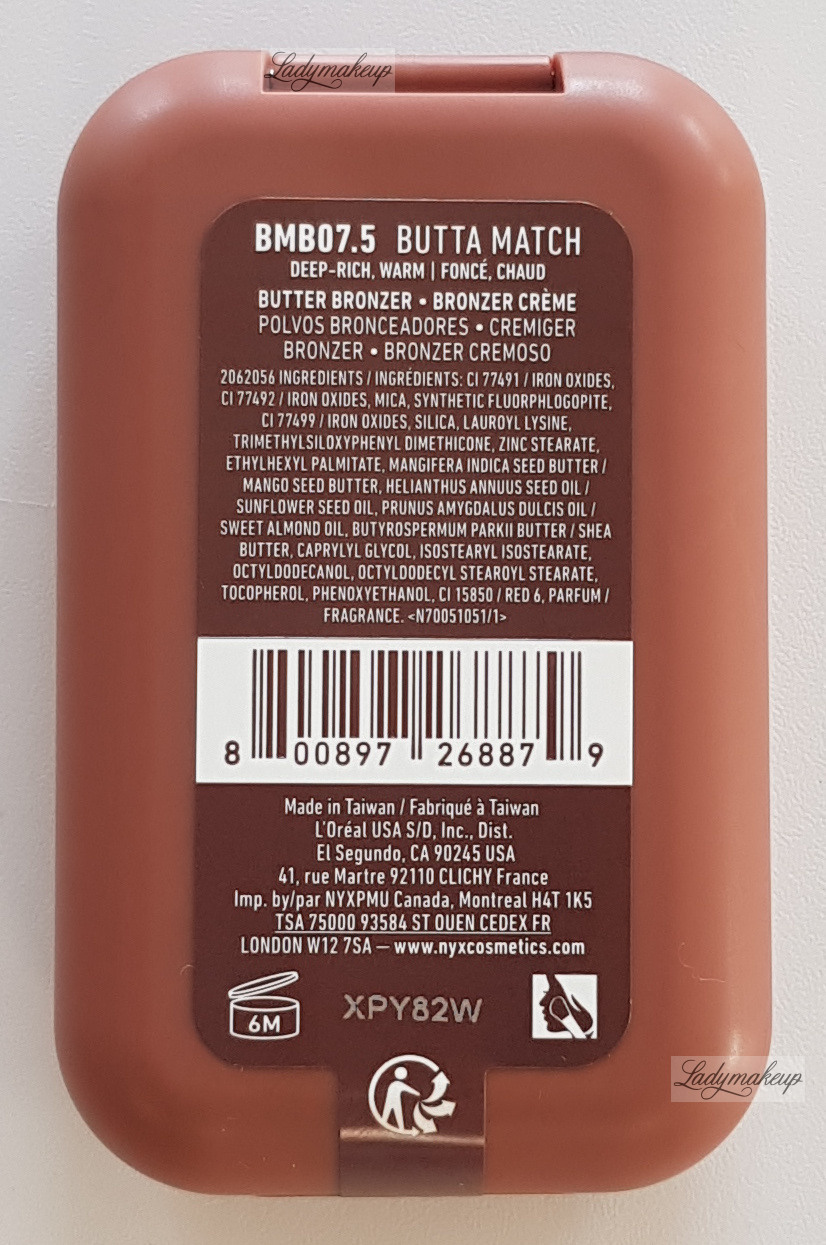 Ladymakeup
BMB07.5 BUTTA MATCH
DEEP-RICH, WARM | FONCÉ, CHAUD
BUTTER BRONZER • BRONZER CRÈME
POLVOS BRONCEADORES • CREMIGER
BRONZER • BRONZER CREMOSO
2062056 INGREDIENTS / INGRÉDIENTS: CI 77491 / IRON OXIDES,
CI 77492 / IRON OXIDES, MICA, SYNTHETIC FLUORPHLOGOPITE,
CI 77499 / IRON OXIDES, SILICA, LAUROYL LYSINE,
TRIMETHYLSILOXYPHENYL DIMETHICONE, ZINC STEARATE,
ETHYLHEXYL PALMITATE, MANGIFERA INDICA SEED BUTTER /
MANGO SEED BUTTER, HELIANTHUS ANNUUS SEED OIL /
SUNFLOWER SEED OIL, PRUNUS AMYGDALUS DULCIS OIL /
SWEET ALMOND OIL, BUTYROSPERMUM PARKII BUTTER / SHEA
BUTTER, CAPRYLYL GLYCOL, ISOSTEARYL ISOSTEARATE,
OCTYLDODECANOL, OCTYLDODECYL STEAROYL STEARATE,
TOCOPHEROL, PHENOXYETHANOL, CI 15850 / RED 6, PARFUM /
FRAGRANCE. <N70051051/1>
8 00897 26887 9
Made in Taiwan / Fabriqué à Taiwan
L'Oréal USA S/D, Inc., Dist.
El Segundo, CA 90245 USA
41, rue Martre 92110 CLICHY France
Imp. by/par NYXPMU Canada, Montreal H4T 1K5
TSA 75000 93584 ST OUEN CEDEX FR
LONDON W12 7SA — www.nyxcosmetics.com
6M XPY82W
Ladymakeup